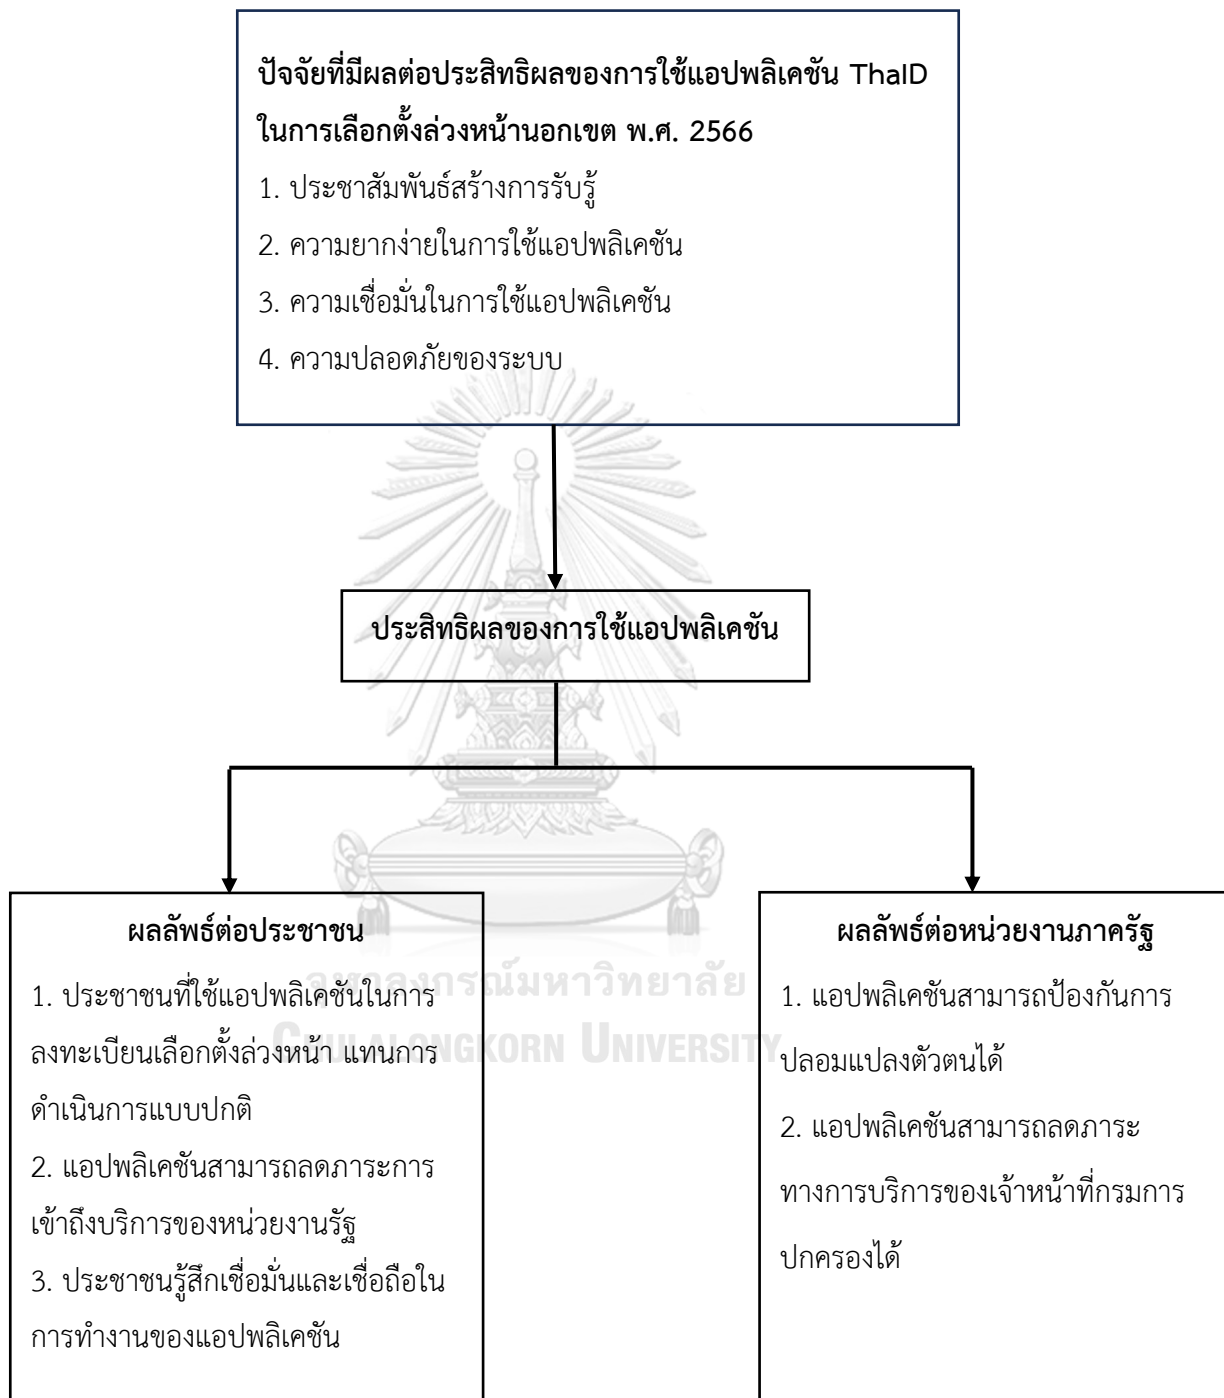 ปัจจัยที่มีผลต่อประสิทธิผลของการใช้แอปพลิเคชัน ThaID
ในการเลือกตั้งล่วงหน้านอกเขต พ.ศ. 2566
1. ประชาสัมพันธ์สร้างการรับรู้
2. ความยากง่ายในการใช้แอปพลิเคชัน
3. ความเชื่อมั่นในการใช้แอปพลิเคชัน
4. ความปลอดภัยของระบบ
ประสิทธิผลของการใช้แอปพลิเคชัน
ผลลัพธ์ต่อประชาชน
1. ประชาชนที่ใช้แอปพลิเคชันในการ
ลงทะเบียนเลือกตั้งล่วงหน้า แทนการ
ดำเนินการแบบปกติ
2. แอปพลิเคชันสามารถลดภาระการ
เข้าถึงบริการของหน่วยงานรัฐ
3. ประชาชนรู้สึกเชื่อมั่นและเชื่อถือใน
การทำงานของแอปพลิเคชัน
ผลลัพธ์ต่อหน่วยงานภาครัฐ
1. แอปพลิเคชันสามารถป้องกันการ
ปลอมแปลงตัวตนได้
2. แอปพลิเคชันสามารถลดภาระ
ทางการบริการของเจ้าหน้าที่กรมการ
ปกครองได้
จุฬาลงกรณ์มหาวิทยาลัย
CHULALONGKORN UNIVERSITY